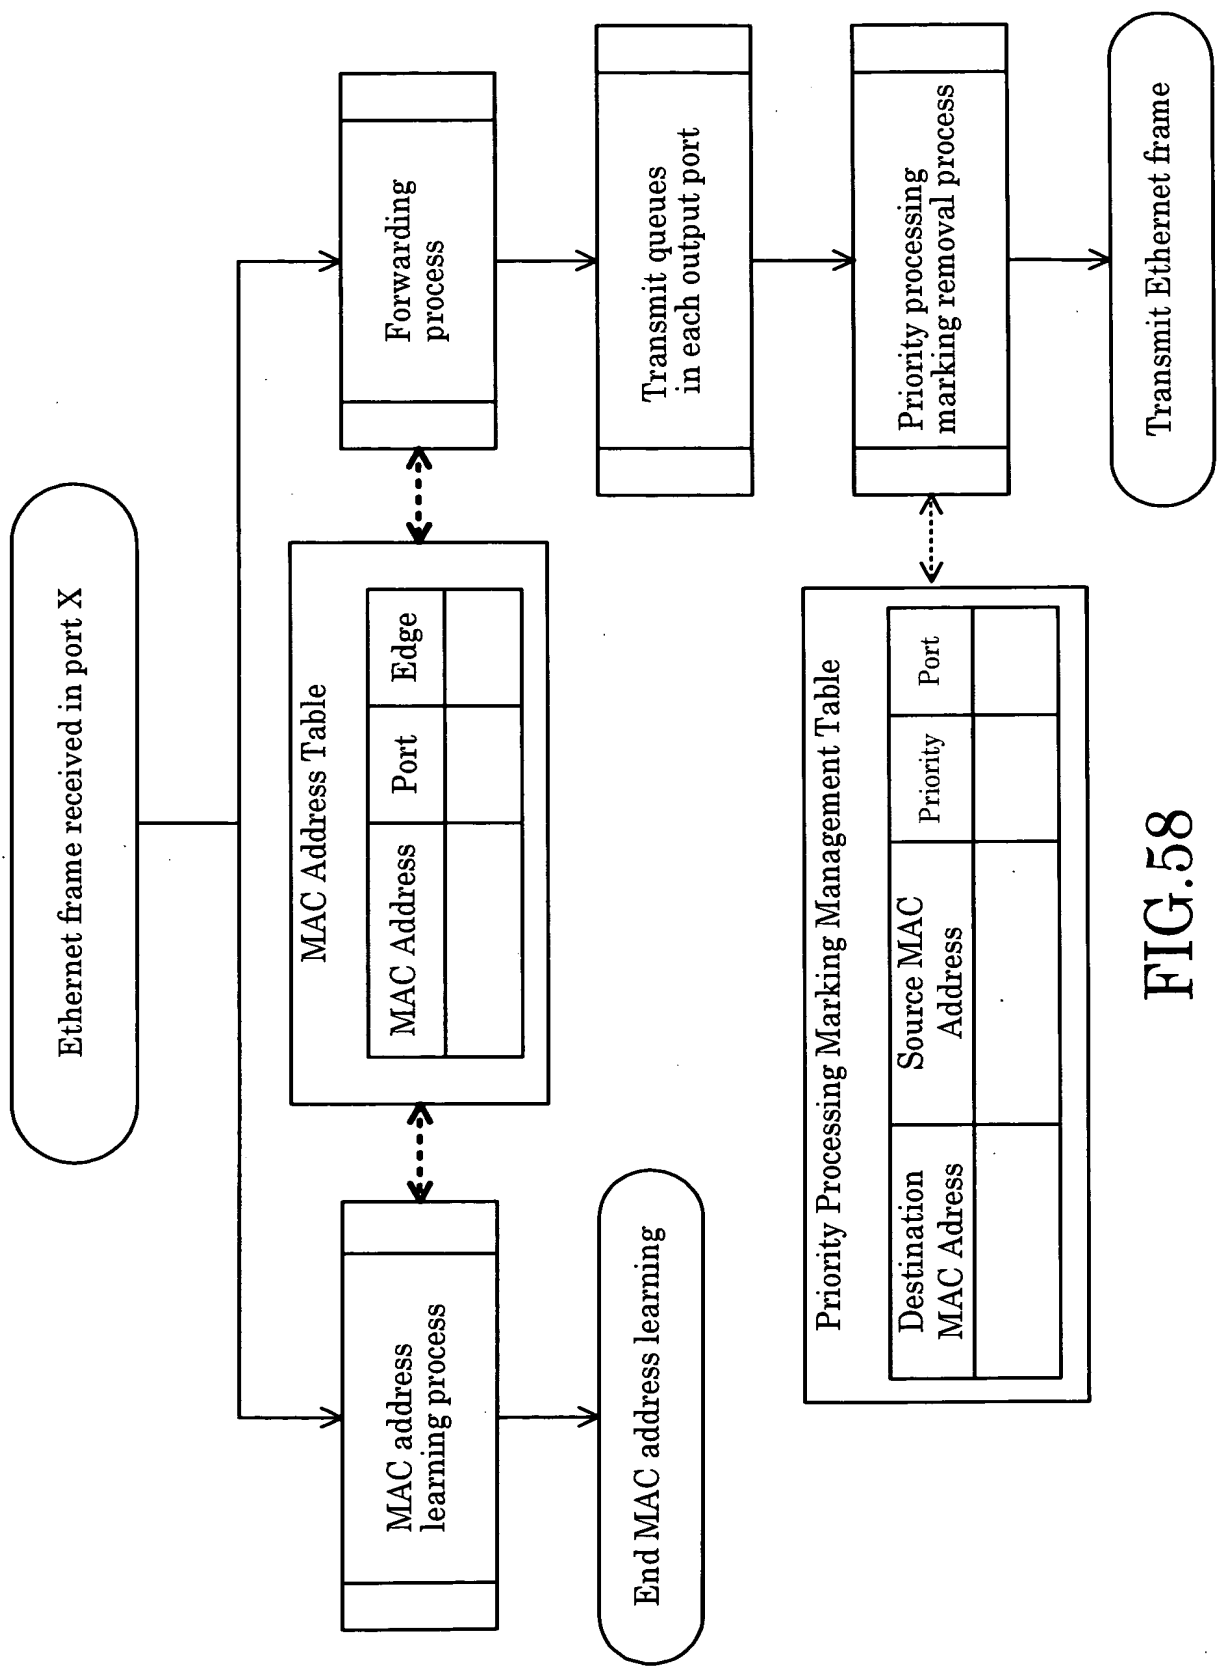 Ethernet frame received in port X
MAC address
learning process
End MAC address learning
MAC Address Table
MAC Address
Port
Edge
Forwarding
process
Transmit queues
in each output port
Priority Processing Marking Management Table
Destination
MAC Adress
Source MAC
Address
Priority
Port
Priority processing
marking removal process
Transmit Ethernet frame
FIG.58